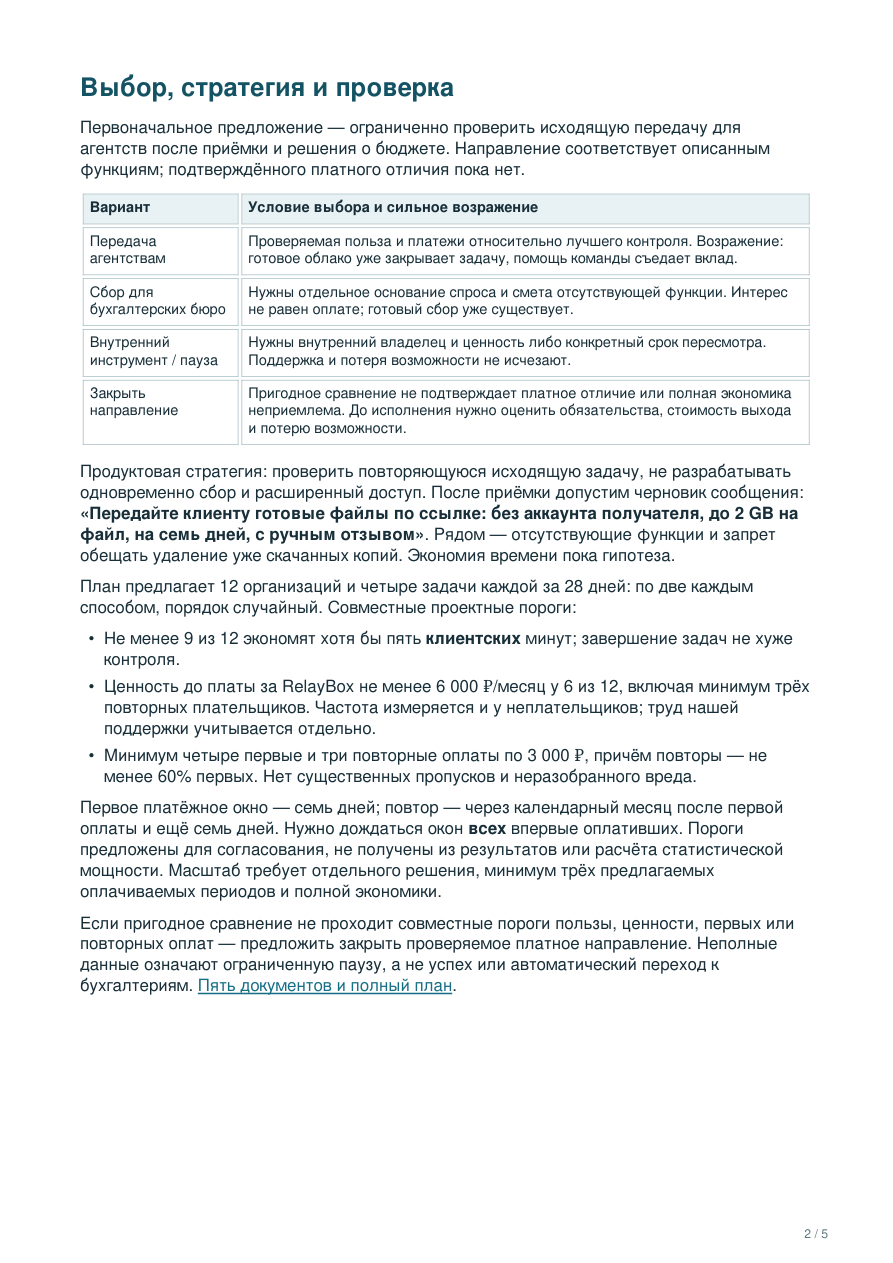 Выбор, стратегия и проверка
Первоначальное предложение — ограниченно проверить исходящую передачу для
агентств после приёмки и решения о бюджете. Направление соответствует описанным
функциям; подтверждённого платного отличия пока нет.
Вариант
Условие выбора и сильное возражение
Передача
агентствам
Проверяемая польза и платежи относительно лучшего контроля. Возражение:
готовое облако уже закрывает задачу, помощь команды съедает вклад.
Сбор для
бухгалтерских бюро
Нужны отдельное основание спроса и смета отсутствующей функции. Интерес
не равен оплате; готовый сбор уже существует.
Внутренний
инструмент / пауза
Нужны внутренний владелец и ценность либо конкретный срок пересмотра.
Поддержка и потеря возможности не исчезают.
Закрыть
направление
Пригодное сравнение не подтверждает платное отличие или полная экономика
неприемлема. До исполнения нужно оценить обязательства, стоимость выхода
и потерю возможности.
Продуктовая стратегия: проверить повторяющуюся исходящую задачу, не разрабатывать
одновременно сбор и расширенный доступ. После приёмки допустим черновик сообщения:
«Передайте клиенту готовые файлы по ссылке: без аккаунта получателя, до 2 GB на
файл, на семь дней, с ручным отзывом». Рядом — отсутствующие функции и запрет
обещать удаление уже скачанных копий. Экономия времени пока гипотеза.
План предлагает 12 организаций и четыре задачи каждой за 28 дней: по две каждым
способом, порядок случайный. Совместные проектные пороги:
• Не менее 9 из 12 экономят хотя бы пять клиентских минут; завершение задач не хуже
контроля.
• Ценность до платы за RelayBox не менее 6 000 ₽/месяц у 6 из 12, включая минимум трёх
повторных плательщиков. Частота измеряется и у неплательщиков; труд нашей
поддержки учитывается отдельно.
• Минимум четыре первые и три повторные оплаты по 3 000 ₽, причём повторы — не
менее 60% первых. Нет существенных пропусков и неразобранного вреда.
Первое платёжное окно — семь дней; повтор — через календарный месяц после первой
оплаты и ещё семь дней. Нужно дождаться окон всех впервые оплативших. Пороги
предложены для согласования, не получены из результатов или расчёта статистической
мощности. Масштаб требует отдельного решения, минимум трёх предлагаемых
оплачиваемых периодов и полной экономики.
Если пригодное сравнение не проходит совместные пороги пользы, ценности, первых или
повторных оплат — предложить закрыть проверяемое платное направление. Неполные
данные означают ограниченную паузу, а не успех или автоматический переход к
бухгалтериям. Пять документов и полный план.
2 / 5